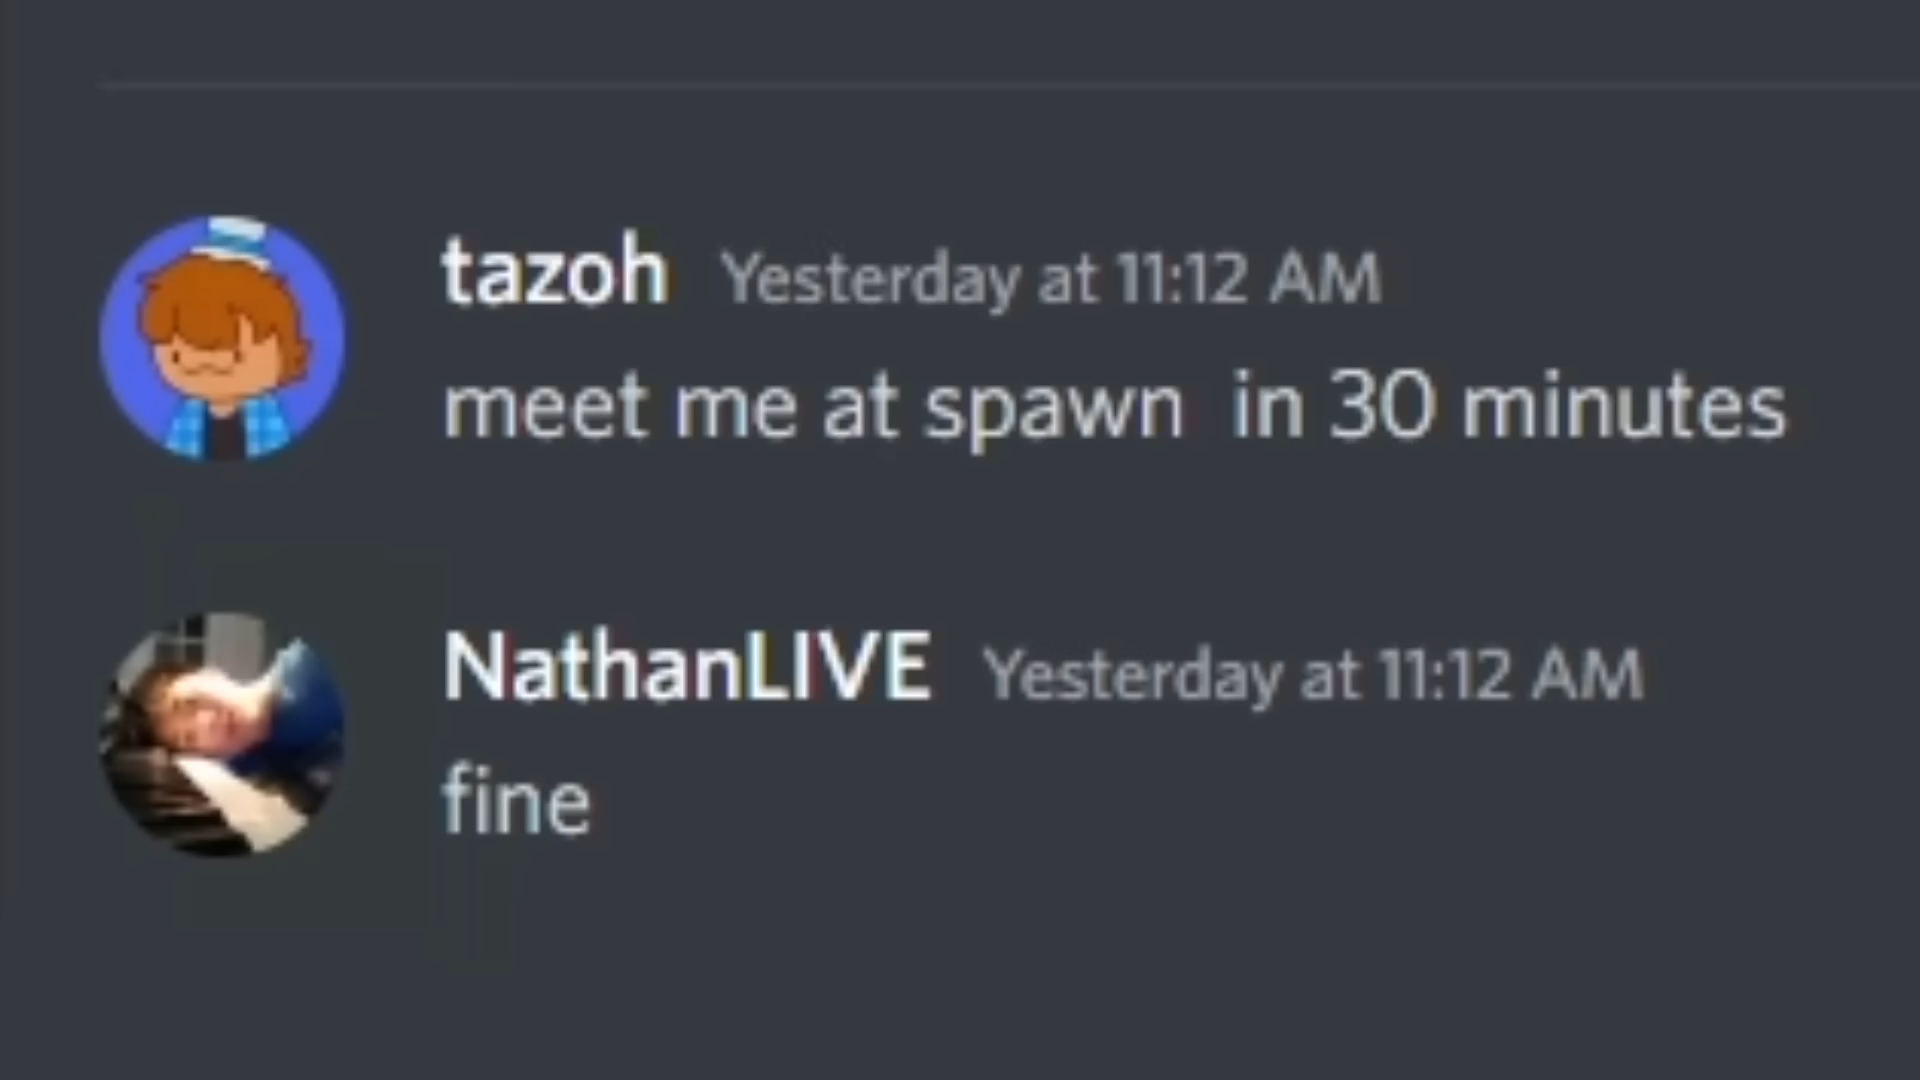 tazoh Yesterday at 11:12 AM
meet me at spawn  in 30 minutes
NathanLIVE Yesterday at 11:12 AM
fine